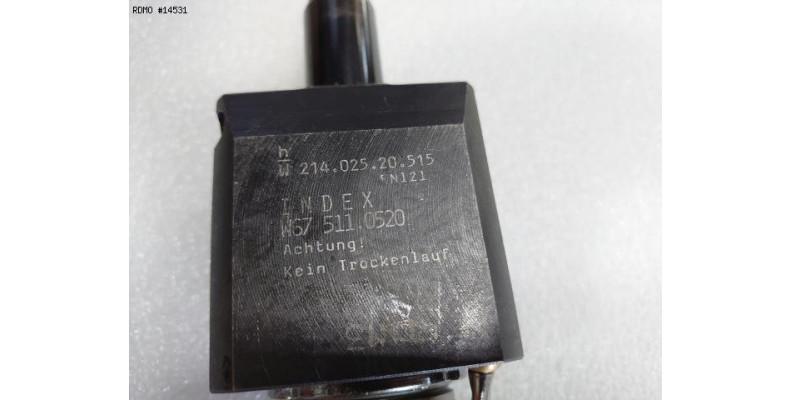 RDMO #14531
h
W 214.025.20.515
N121
INDEX
W67 511.0520
Achtung!
Kein Trockenlauf